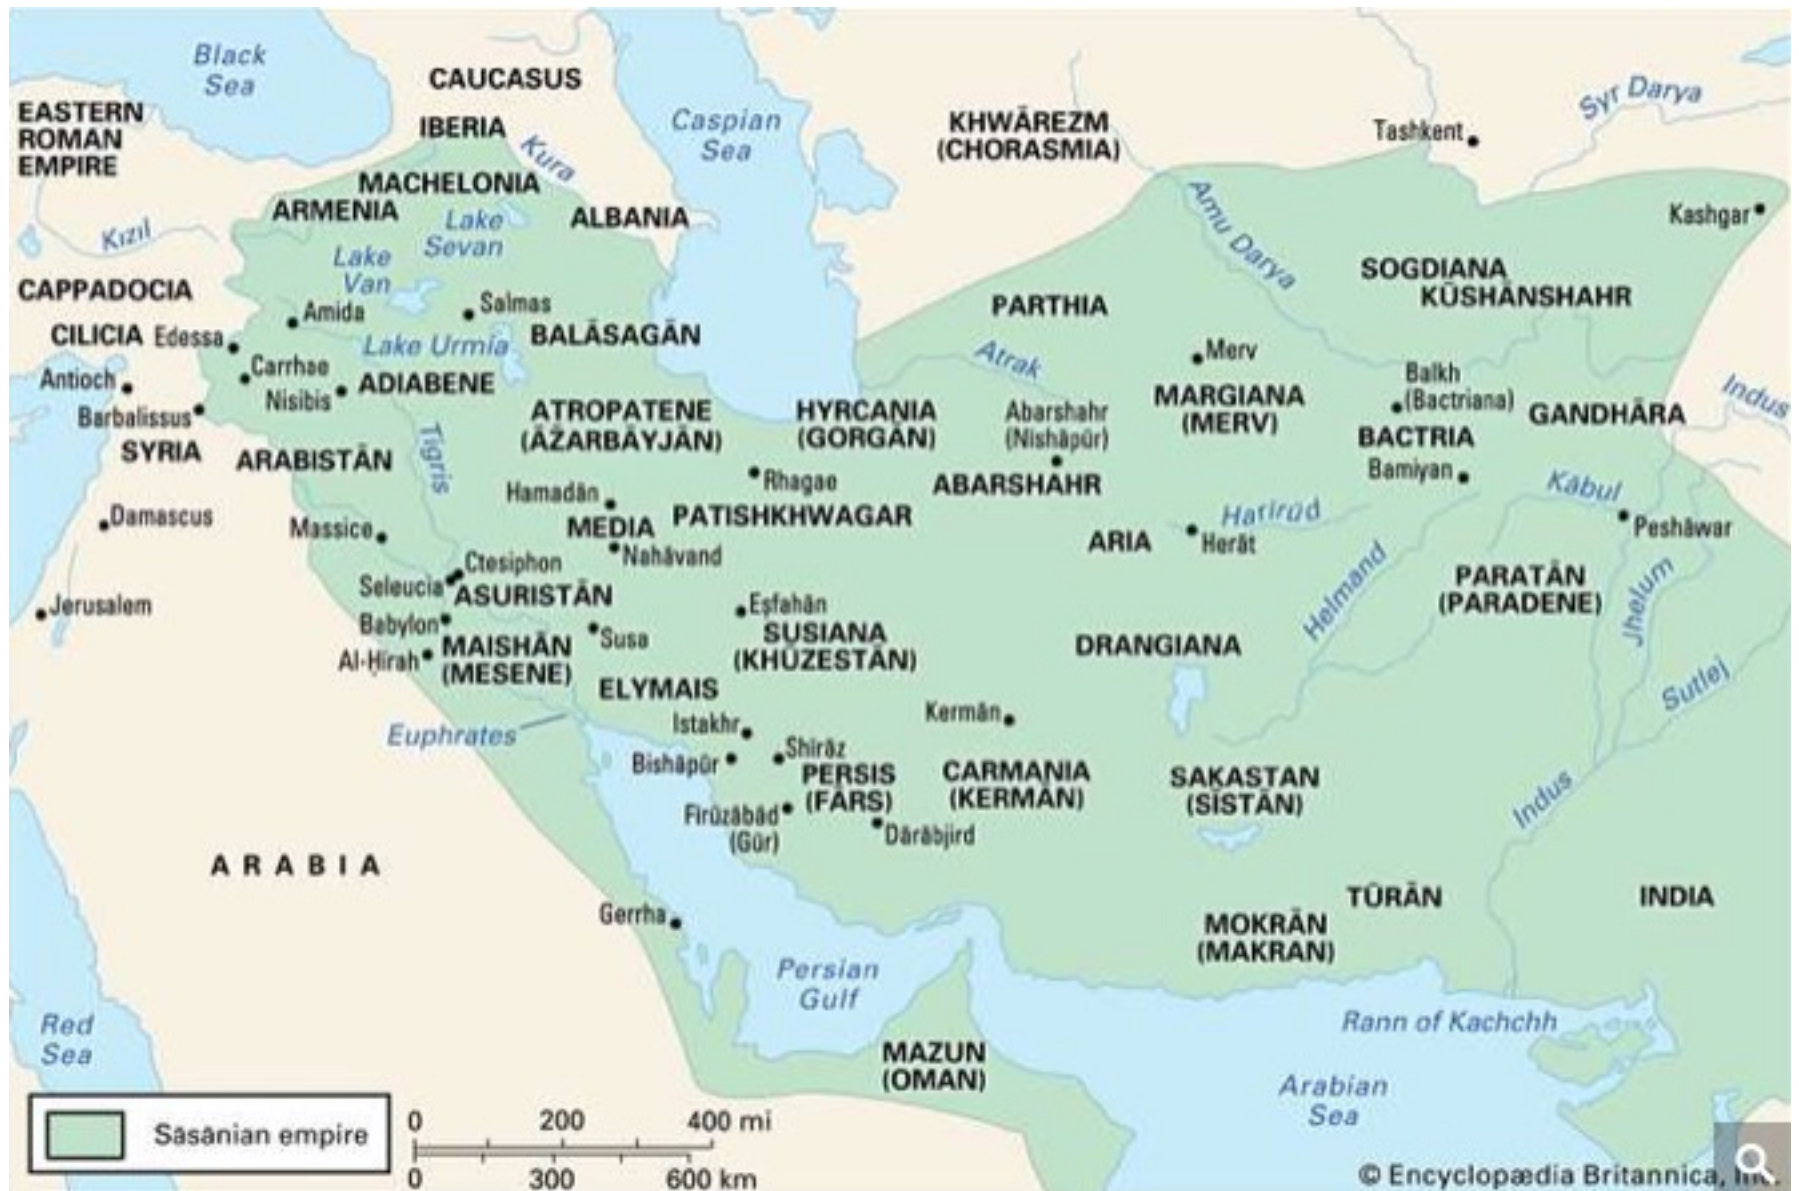 Black
Sea
CAUCASUS
EASTERN
ROMAN
EMPIRE
IBERIA
Kura
Caspian
Sea
KHWĀREZM
(CHORASMIA)
Tashkent
Syr Darya
MACHELONIA
ARMENIA
Lake
Sevan
ALBANIA
Kızıl
Lake
Van
Amu Darya
Kashgar
SOGDIANA
KŪSHĀNSHAHR
CAPPADOCIA
CILICIA
Edessa
Amida
Salmas
BALĀSAGĀN
PARTHIA
Lake Urmia
Carrhae
Nisibis
ADIABENE
Antioch
Barbalissus
Atrak
Merv
MARGIANA
(MERV)
Balkh
(Bactriana)
GANDHĀRA
Indus
SYRIA
ARABISTĀN
Tigris
ATROPATENE
(ĀZ̄ARBĀYJĀN)
HYRCANIA
(GORGĀN)
Abarshahr
(Nīshāpūr)
ABARSHAHR
BACTRIA
Bamiyan
Rhagae
Hamadān
MEDIA
PATISHKHWAGAR
Nahāvand
Damascus
Massice
Ctesiphon
Seleucia
ASURISTĀN
ARIA
Harīrūd
Herāt
Kābul
Peshāwar
Helmand
PARATĀN
(PARADENE)
Jhelum
Jerusalem
Babylon
Al-Ḥīrah
MAISHĀN
(MESENE)
Susa
Eṣfahān
SUSIANA
(KHŪZESTĀN)
DRANGIANA
Sutlej
ELYMAIS
Euphrates
Istakhr
Bishāpūr
Shīrāz
PERSIS
(FĀRS)
Kermān
CARMANIA
(KERMĀN)
SAKASTAN
(SĪSTĀN)
Indus
Fīrūzābād
(Gūr)
Dārābjird
ARABIA
Gerrha
TŪRĀN
INDIA
MOKRĀN
(MAKRAN)
Persian
Gulf
Red
Sea
Rann of Kachchh
MAZUN
(OMAN)
Arabian
Sea
Sāsānian empire
0 200 400 mi
0 300 600 km
© Encyclopædia Britannica, Inc.